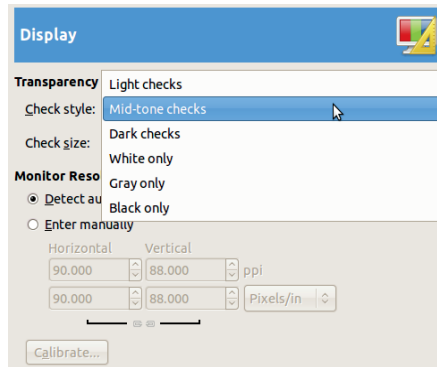 Display
Transparency
Light checks
Check style:
Mid-tone checks
Dark checks
Check size:
White only
Monitor Reso
Gray only
Detect au
Black only
Enter manually
Horizontal Vertical
90.000 88.000 ppi
90.000 88.000 Pixels/in
Calibrate...